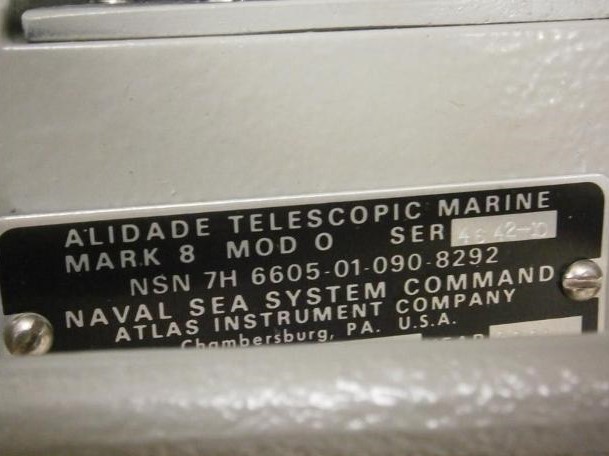 ALIDADE TELESCOPIC MARINE
MARK 8 MOD O SER
NSN 7H 6605-01-090-8292
NAVAL SEA SYSTEM COMMAND
ATLAS INSTRUMENT COMPANY
Chambersburg, PA. U.S.A.